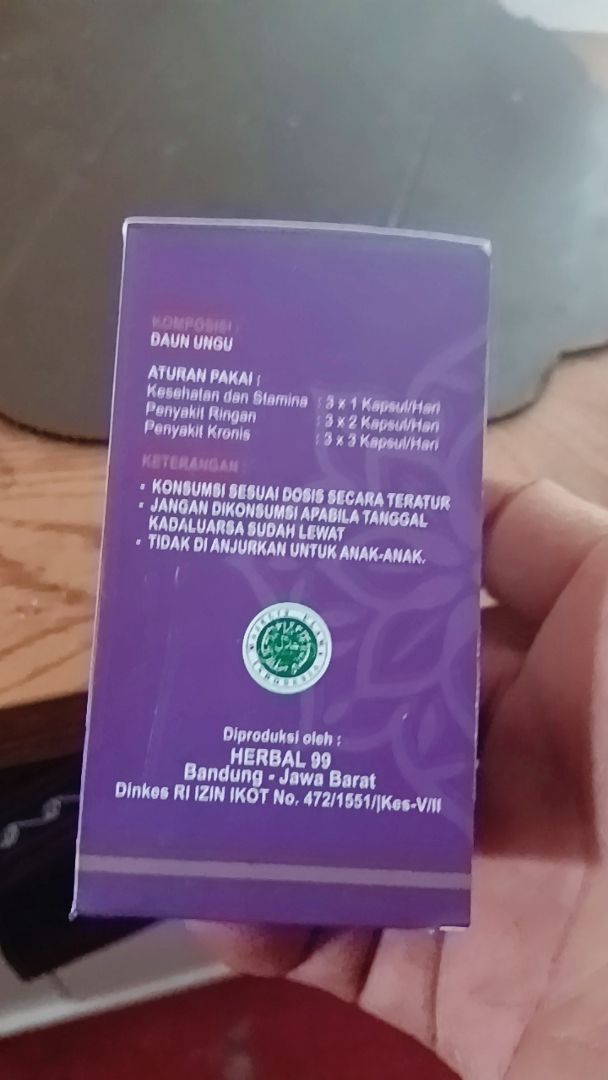 KOMPOSISI :
DAUN UNGU
ATURAN PAKAI :
Kesehatan dan Stamina : 3 x 1 Kapsul/Hari
Penyakit Ringan : 3 x 2 Kapsul/Hari
Penyakit Kronis : 3 x 3 Kapsul/Hari
KETERANGAN :
• KONSUMSI SESUAI DOSIS SECARA TERATUR
• JANGAN DIKONSUMSI APABILA TANGGAL
KADALUARSA SUDAH LEWAT
• TIDAK DI ANJURKAN UNTUK ANAK-ANAK.
MAJELIS ULAMA
INDONESIA
Diproduksi oleh :
HERBAL 99
Bandung - Jawa Barat
Dinkes RI IZIN IKOT No. 472/1551/|Kes-V/II